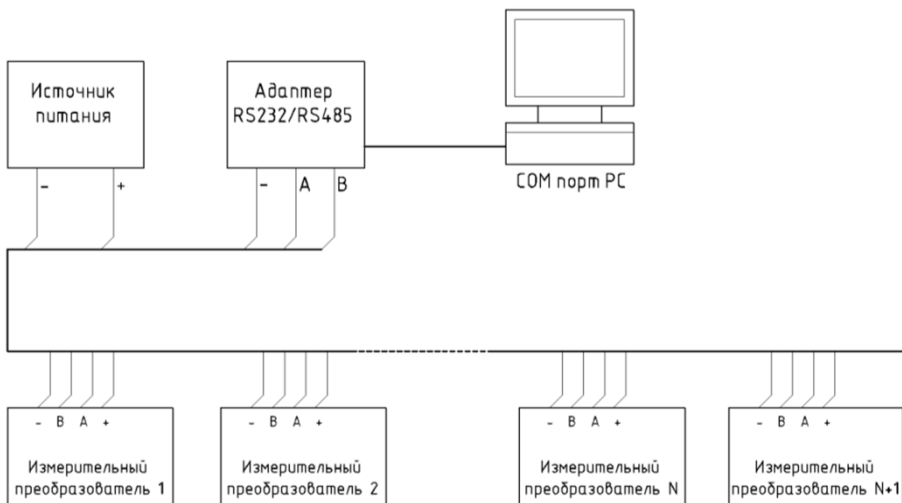 Источник
питания
Адаптер
RS232/RS485
COM порт PC
- +
- A B
- B A +
Измерительный
преобразователь 1
- B A +
Измерительный
преобразователь 2
- B A +
Измерительный
преобразователь N
- B A +
Измерительный
преобразователь N+1